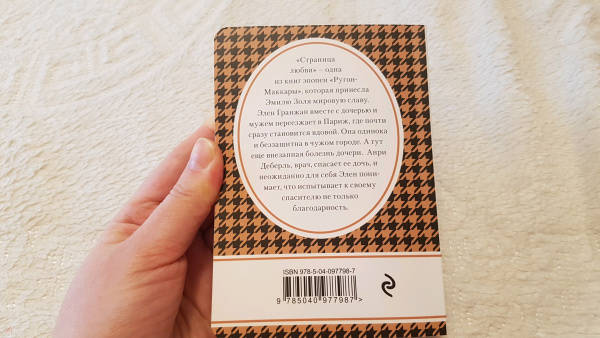 «Страница
любви» – одна
из книг эпопеи «Ругон-
Маккары», которая принесла
Эмилю Золя мировую славу.
Элен Гранжан вместе с дочерью и
мужем переезжает в Париж, где почти
сразу становится вдовой. Она одинока
и беззащитна в чужом городе. А тут
еще внезапная болезнь дочери. Анри
Деберль, врач, спасает ее дочь, и
неожиданно для себя Элен пони-
мает, что испытывает к своему
спасителю не только
благодарность.
ISBN 978-5-04-097798-7
9 785040 977987 >